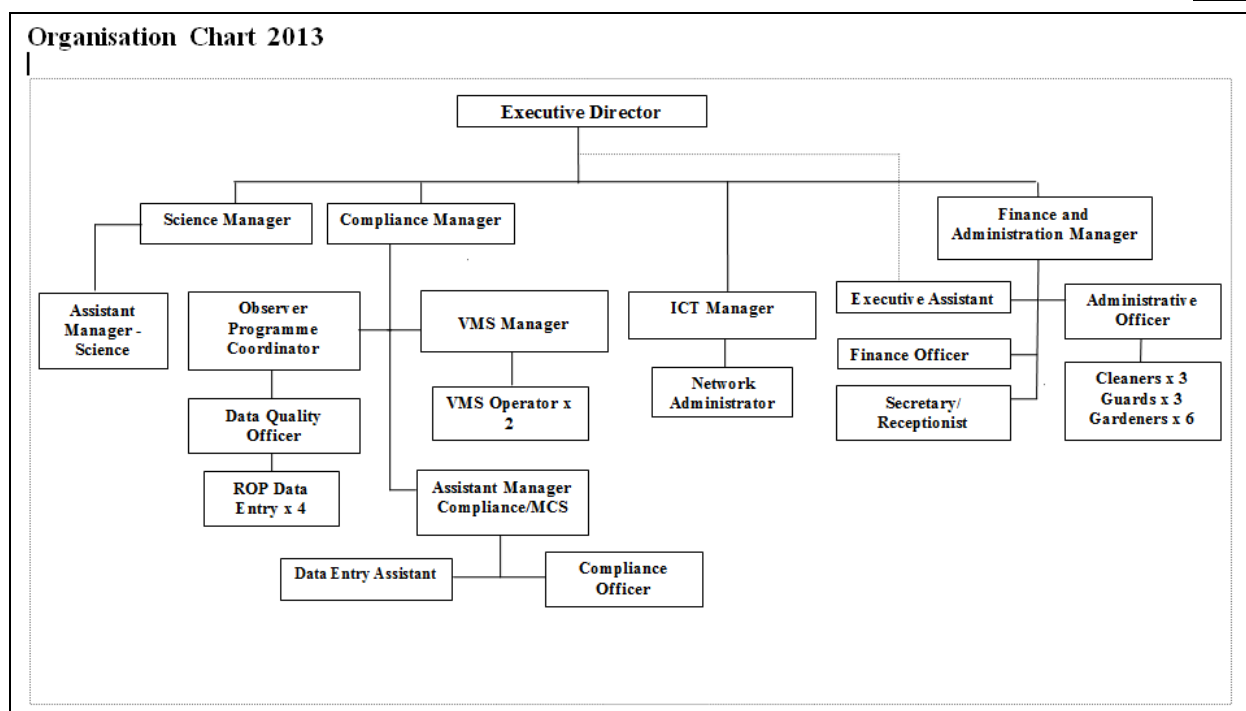 Organisation Chart 2013
Executive Director
Science Manager
Compliance Manager
Finance and
Administration Manager
Assistant
Manager -
Science
Observer
Programme
Coordinator
VMS Manager
ICT Manager
Executive Assistant
Administrative
Officer
Finance Officer
Network
Administrator
Cleaners x 3
Guards x 3
Gardeners x 6
VMS Operator x
2
Secretary/
Receptionist
Data Quality
Officer
ROP Data
Entry x 4
Assistant Manager
Compliance/MCS
Data Entry Assistant
Compliance
Officer